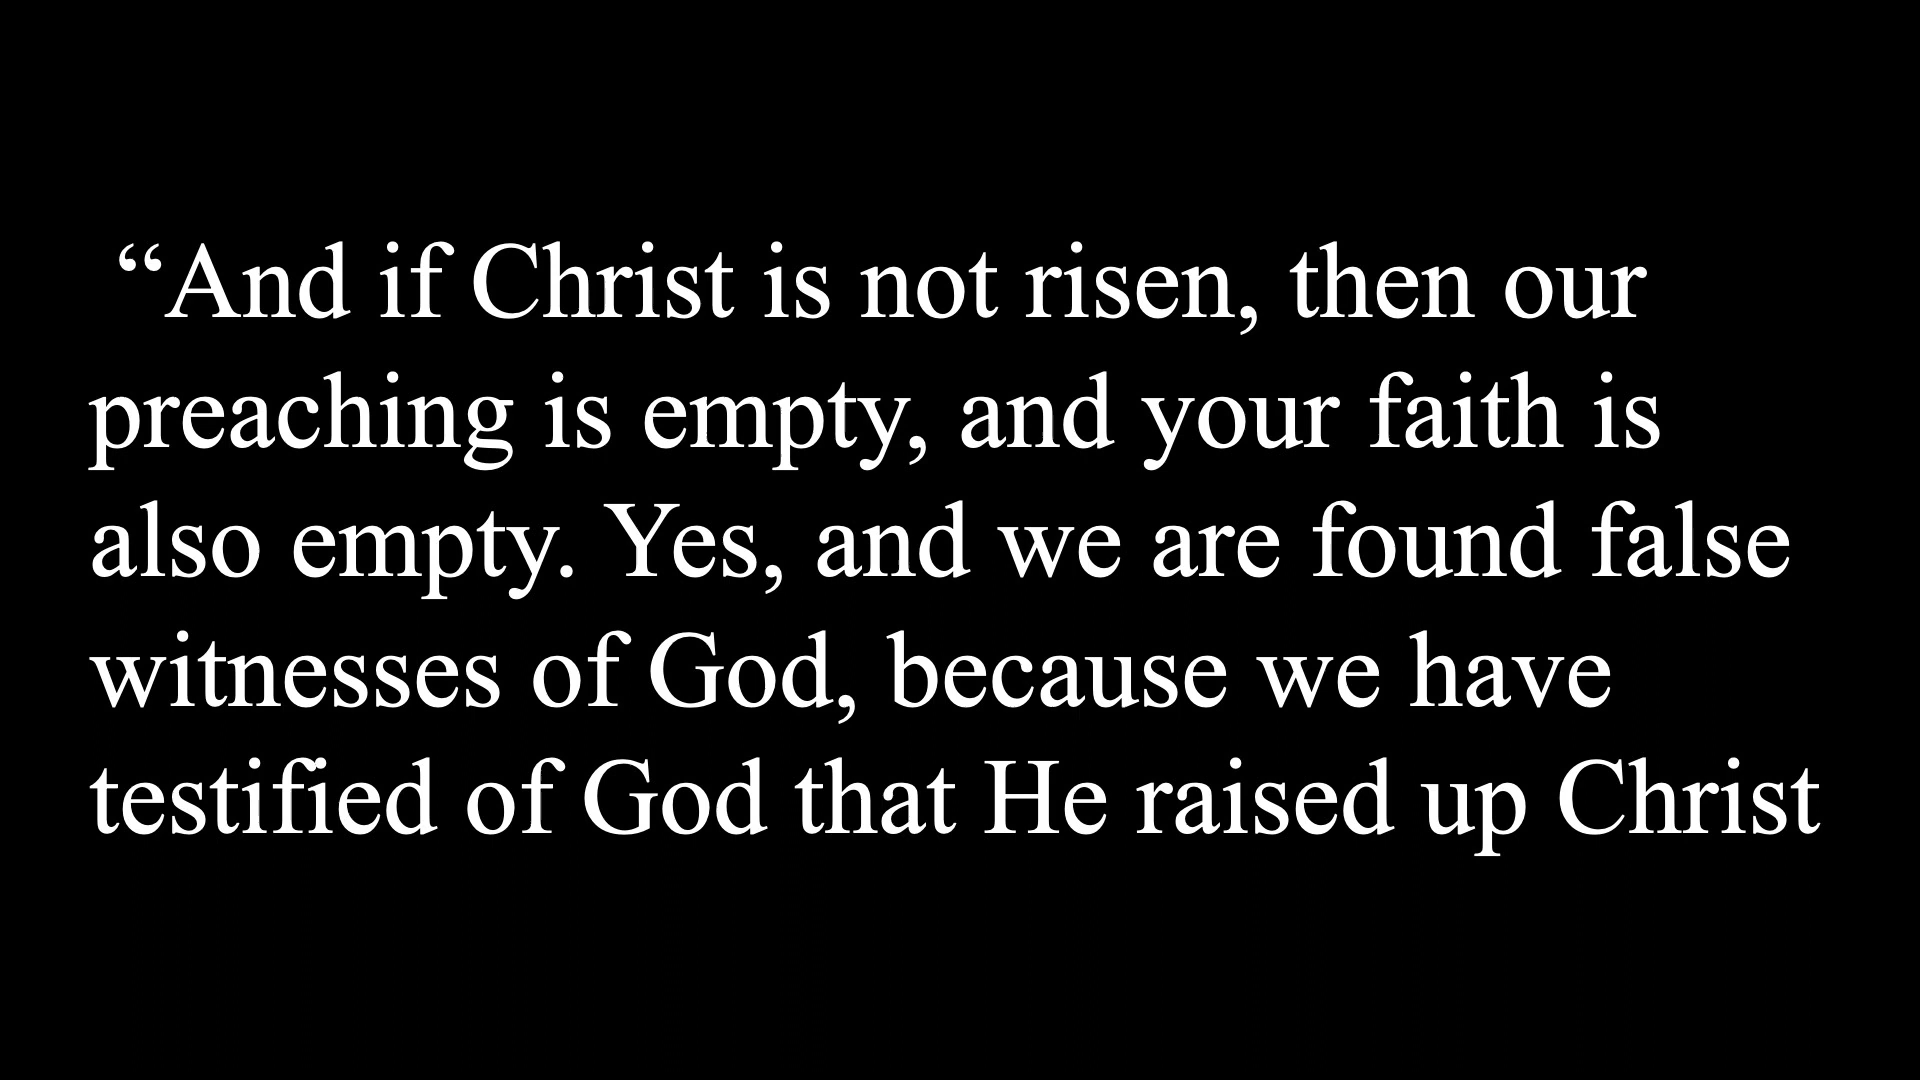 “And if Christ is not risen, then our
preaching is empty, and your faith is
also empty. Yes, and we are found false
witnesses of God, because we have
testified of God that He raised up Christ